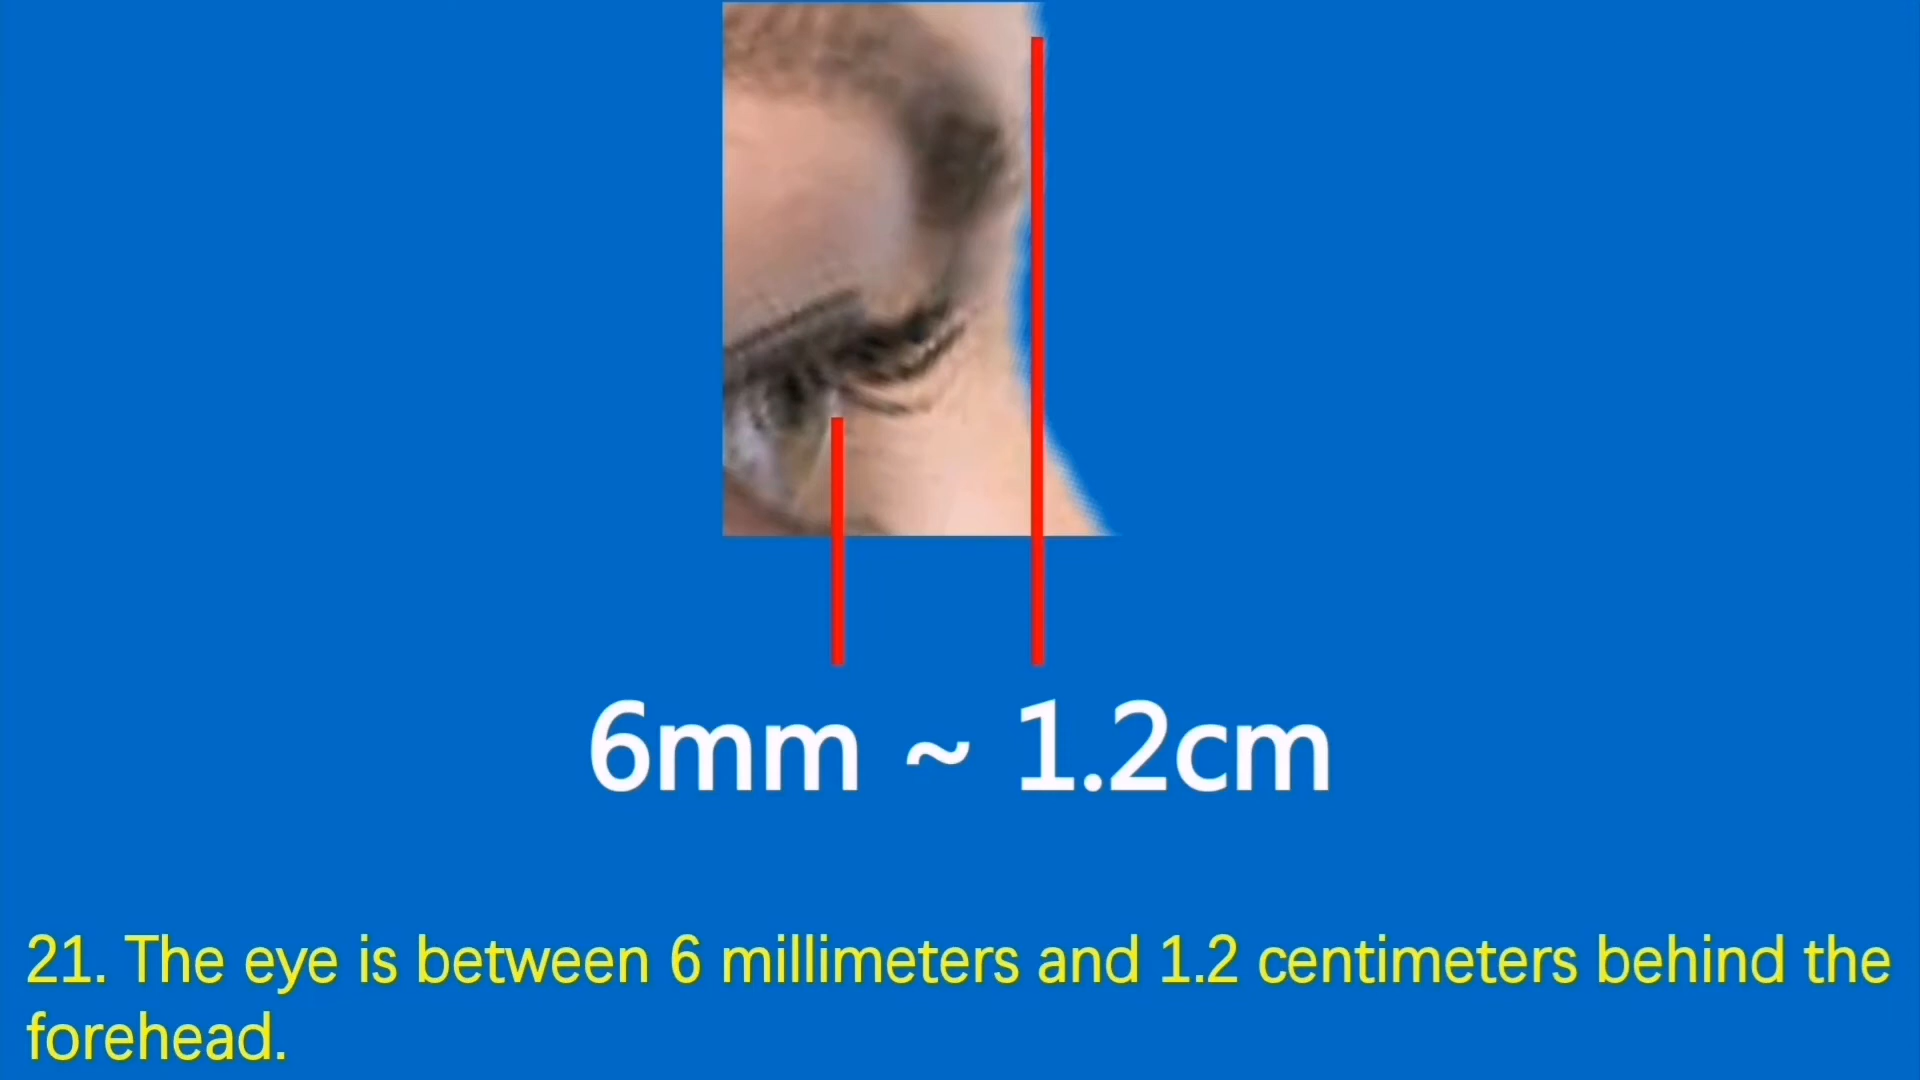 6mm ~ 1.2cm
21. The eye is between 6 millimeters and 1.2 centimeters behind the
forehead.